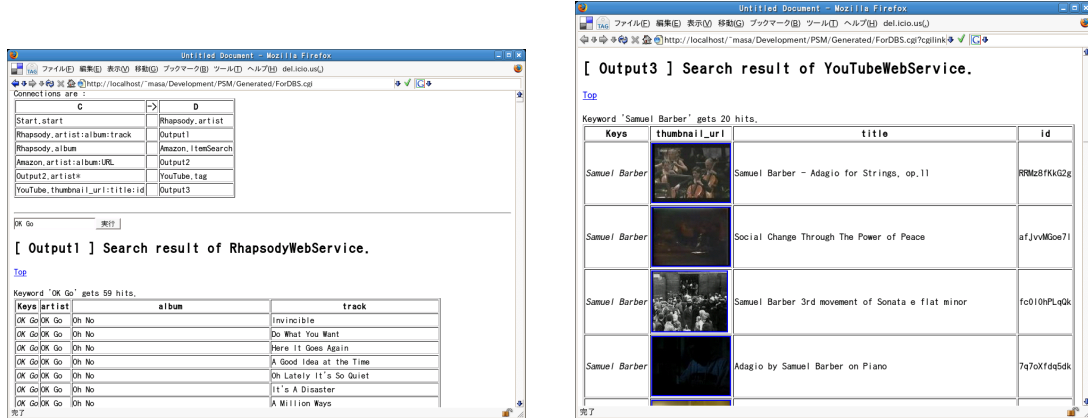 Untitled Document - Mozilla Firefox
TAG ファイル(F) 編集(E) 表示(V) 移動(G) ブックマーク(B) ツール(T) ヘルプ(H) del.icio.us(,)
http://localhost/~masa/Development/PSM/Generated/ForDBS.cgi
Connections are :
C -> D
Start.start Rhapsody.artist
Rhapsody.artist:album:track Output1
Rhapsody.album Amazon.ItemSearch
Amazon.artist:album:URL Output2
Output2.artist* YouTube.tag
YouTube.thumbnail_url:title:id Output3
OK Go 実行
[ Output1 ] Search result of RhapsodyWebService.
Top
Keyword 'OK Go' gets 59 hits.
Keys artist album track
OK Go OK Go Oh No Invincible
OK Go OK Go Oh No Do What You Want
OK Go OK Go Oh No Here It Goes Again
OK Go OK Go Oh No A Good Idea at the Time
OK Go OK Go Oh No Oh Lately It's So Quiet
OK Go OK Go Oh No It's A Disaster
OK Go OK Go Oh No A Million Ways
完了
Untitled Document - Mozilla Firefox
TAG ファイル(F) 編集(E) 表示(V) 移動(G) ブックマーク(B) ツール(T) ヘルプ(H) del.icio.us(,)
http://localhost/~masa/Development/PSM/Generated/ForDBS.cgi?cgilink
[ Output3 ] Search result of YouTubeWebService.
Top
Keyword 'Samuel Barber' gets 20 hits.
Keys thumbnail_url title id
Samuel Barber Samuel Barber - Adagio for Strings, op.11 RRMz8fKkG2g
Samuel Barber Social Change Through The Power of Peace
Samuel Barber Samuel Barber 3rd movement of Sonata e flat minor
Samuel Barber Adagio by Samuel Barber on Piano 7q7oXfdq5dk
完了